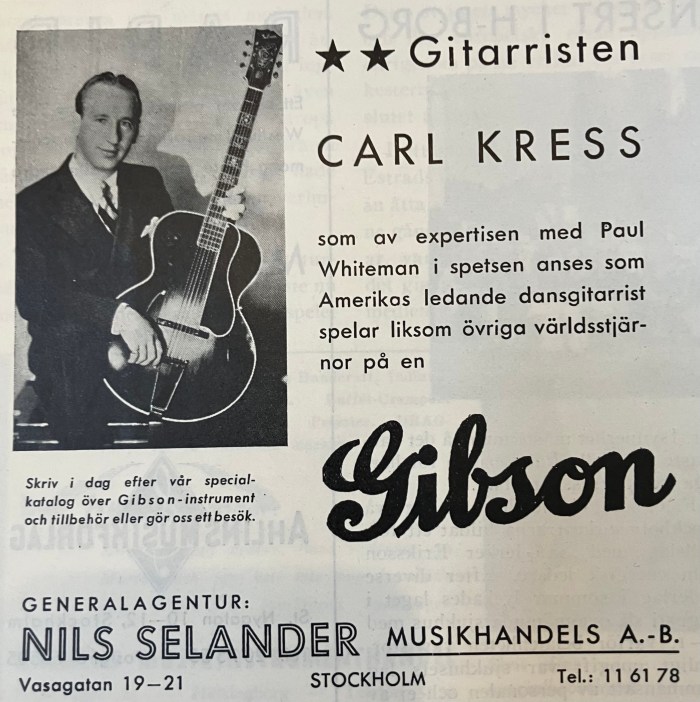 ★★ Gitarristen
CARL KRESS
som av expertisen med Paul
Whiteman i spetsen anses som
Amerikas ledande dansgitarrist
spelar liksom övriga världsstjär-
nor på en
Gibson
Skriv i dag efter vår special-
katalog över Gibson-instrument
och tillbehör eller gör oss ett besök.
GENERALAGENTUR:
NILS SELANDER MUSIKHANDELS A.-B.
Vasagatan 19—21 STOCKHOLM Tel.: 11 61 78